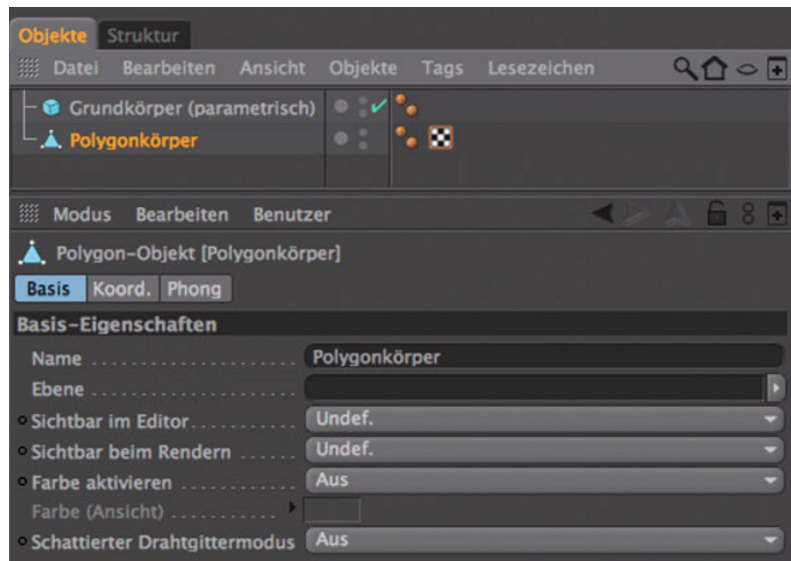 Objekte Struktur
Datei Bearbeiten Ansicht Objekte Tags Lesezeichen
Grundkörper (parametrisch)
Polygonkörper
Modus Bearbeiten Benutzer
Polygon-Objekt [Polygonkörper]
Basis Koord. Phong
Basis-Eigenschaften
Name . . . . . . . . . . . . . . . . . . . . . Polygonkörper
Ebene . . . . . . . . . . . . . . . . . . . . .
Sichtbar im Editor . . . . . . . . . . . Undef.
Sichtbar beim Rendern . . . . . . Undef.
Farbe aktivieren . . . . . . . . . . . . Aus
Farbe (Ansicht) . . . . . . . . . . .
Schattierter Drahtgittermodus Aus